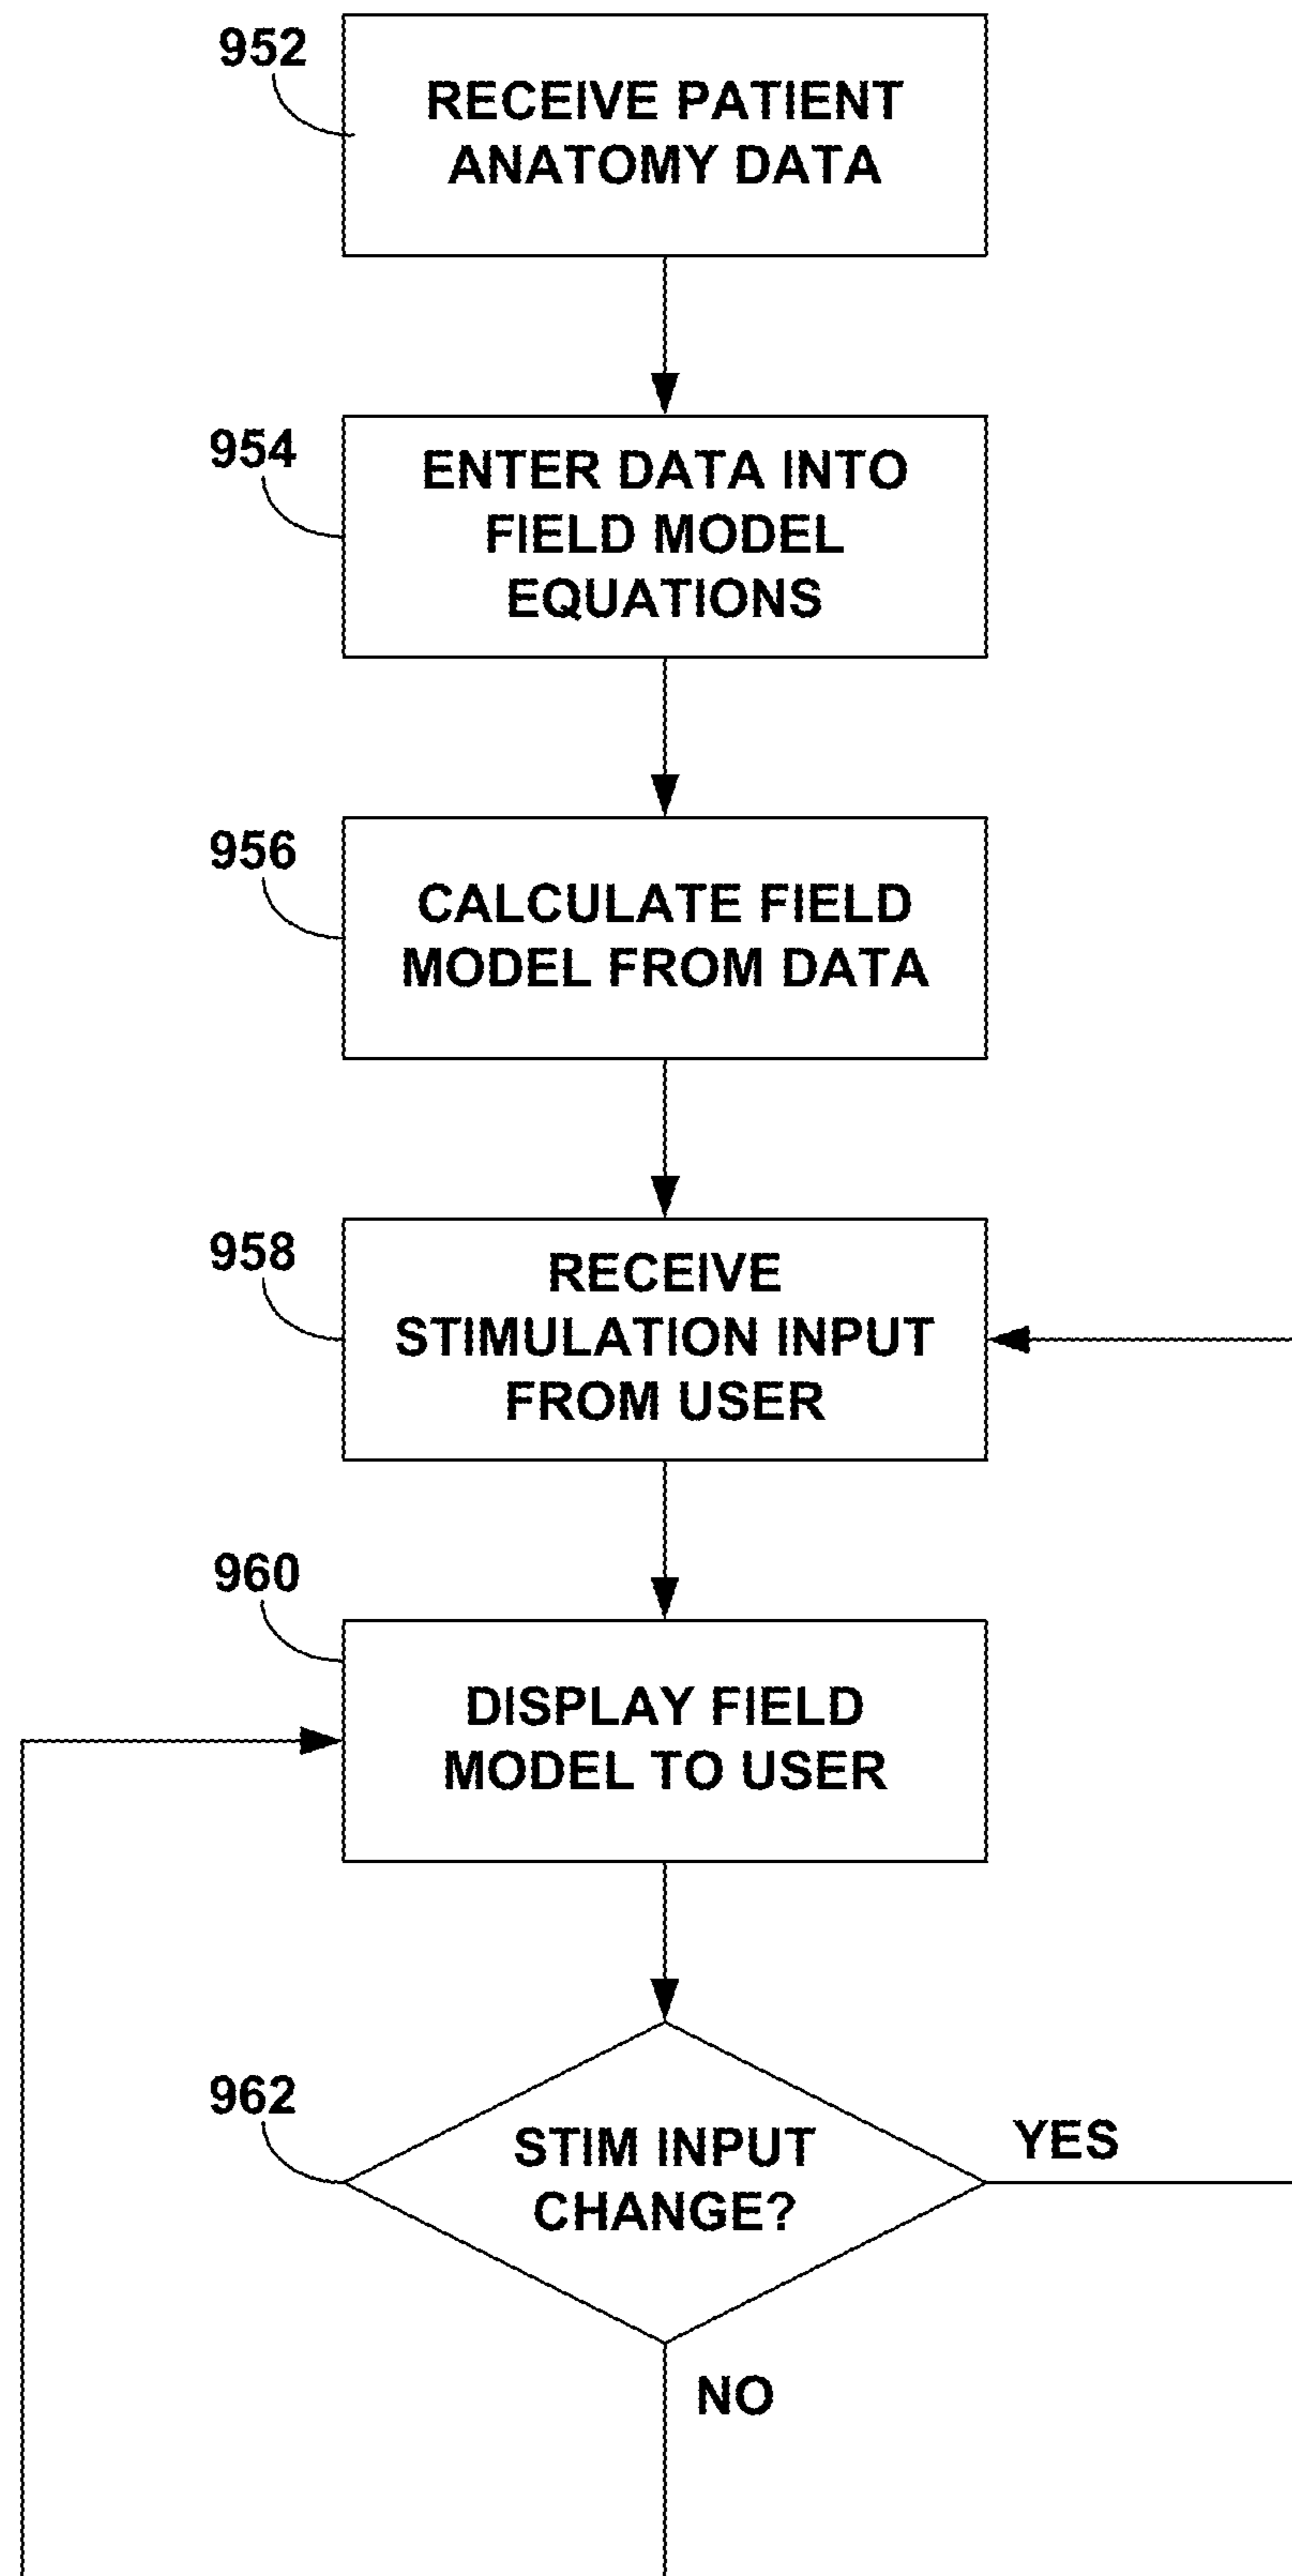 952
RECEIVE PATIENT
ANATOMY DATA
954
ENTER DATA INTO
FIELD MODEL
EQUATIONS
956
CALCULATE FIELD
MODEL FROM DATA
958
RECEIVE
STIMULATION INPUT
FROM USER
960
DISPLAY FIELD
MODEL TO USER
962
STIM INPUT
CHANGE?
YES
NO